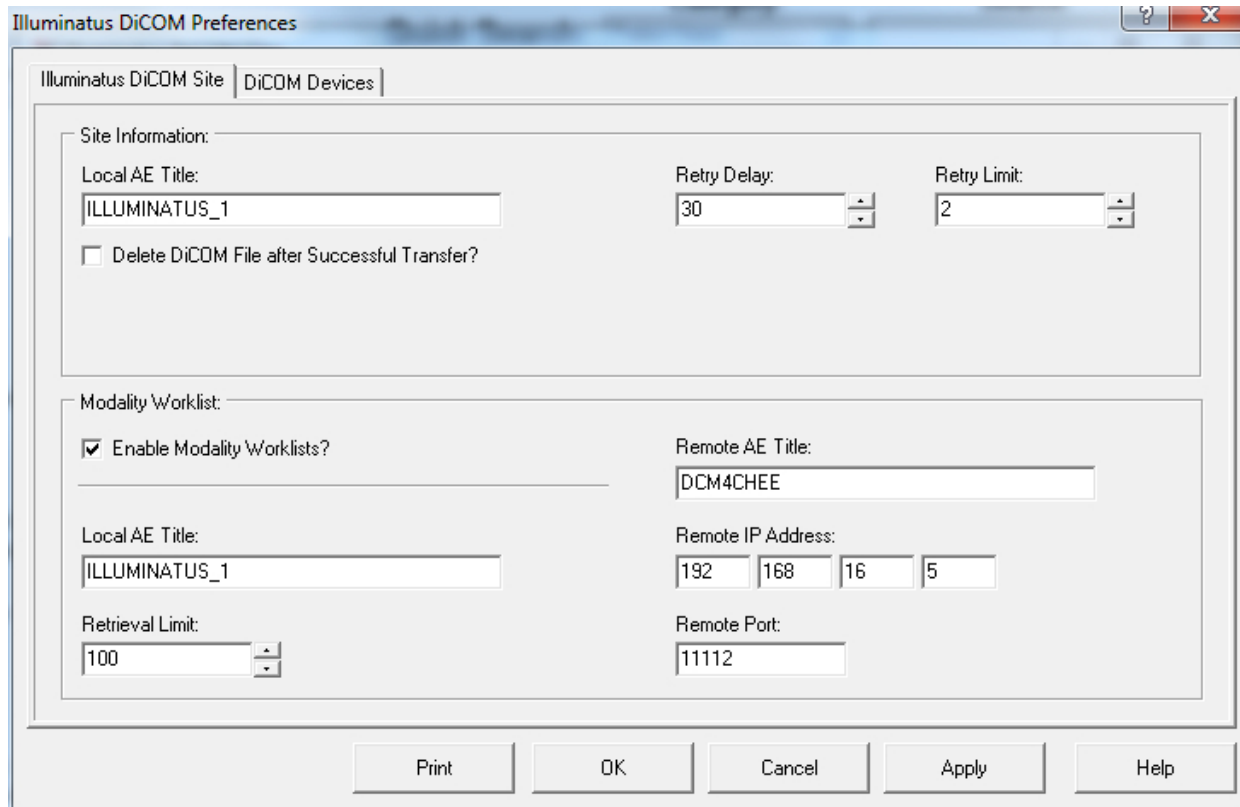 Illuminatus DiCOM Preferences
? X
Illuminatus DiCOM Site DiCOM Devices
Site Information:
Local AE Title: Retry Delay: Retry Limit:
ILLUMINATUS_1 30 2
Delete DiCOM File after Successful Transfer?
Modality Worklist:
Enable Modality Worklists? Remote AE Title:
DCM4CHEE
Local AE Title: Remote IP Address:
ILLUMINATUS_1 192 168 16 5
Retrieval Limit: Remote Port:
100 11112
Print OK Cancel Apply Help